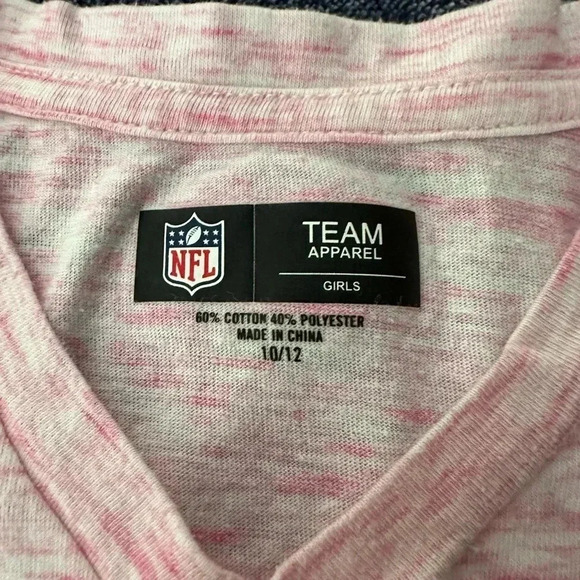 NFL
TEAM
APPAREL
GIRLS
60% COTTON 40% POLYESTER
MADE IN CHINA
10/12